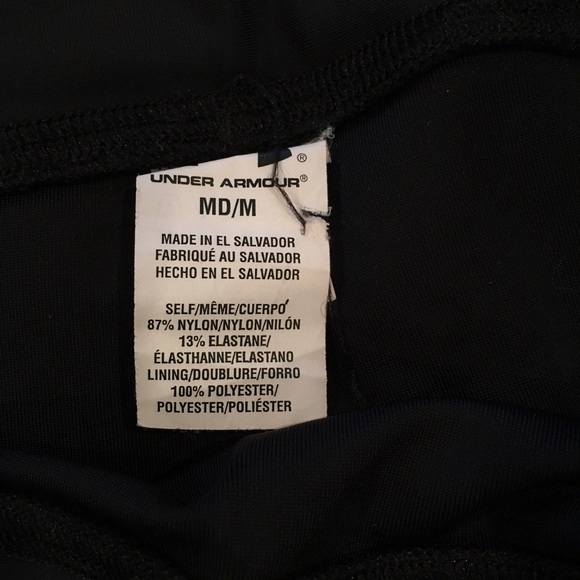 ®
UNDER ARMOUR®
MD/M
MADE IN EL SALVADOR
FABRIQUÉ AU SALVADOR
HECHO EN EL SALVADOR
SELF/MÊME/CUERPO
87% NYLON/NYLON/NILÓN
13% ELASTANE/
ÉLASTHANNE/ELASTANO
LINING/DOUBLURE/FORRO
100% POLYESTER/
POLYESTER/POLIÉSTER